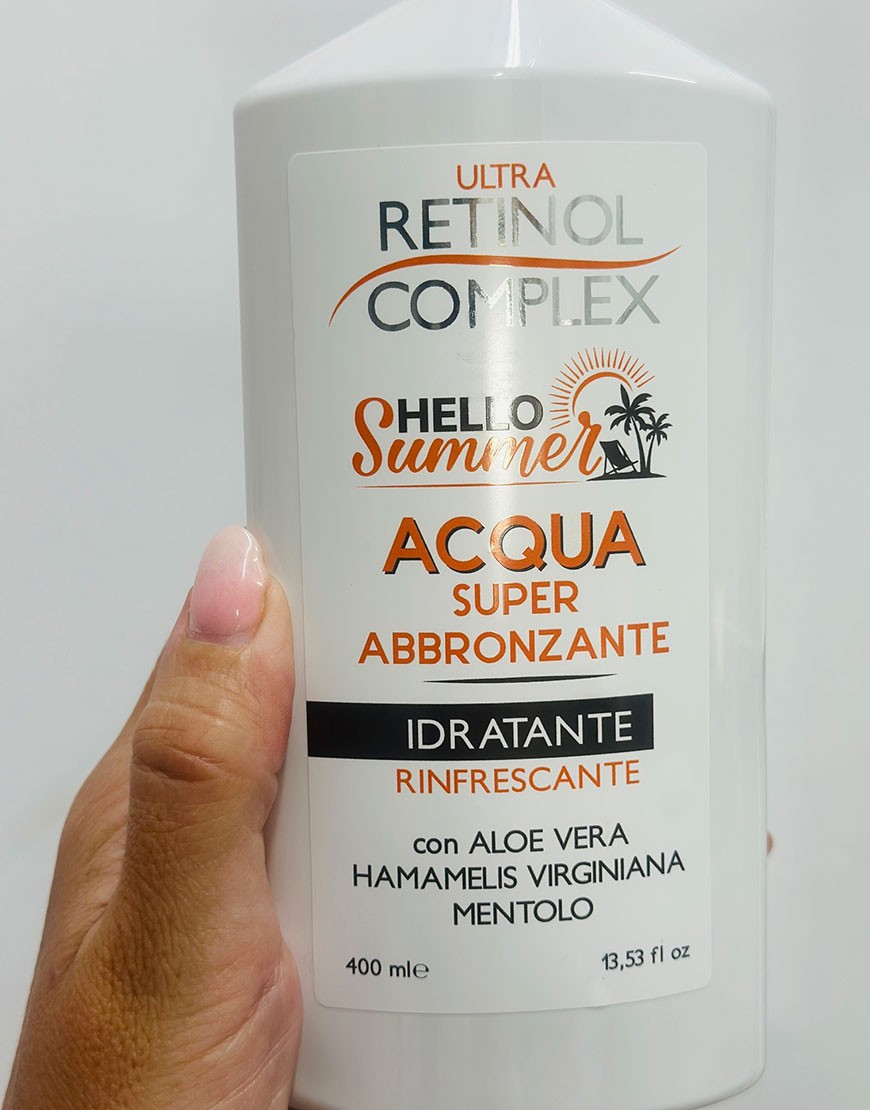 ULTRA
RETINOL
COMPLEX
HELLO
Summer
ACQUA
SUPER
ABBRONZANTE
IDRATANTE
RINFRESCANTE
con ALOE VERA
HAMAMELIS VIRGINIANA
MENTOLO
400 ml℮ 13,53 fl oz